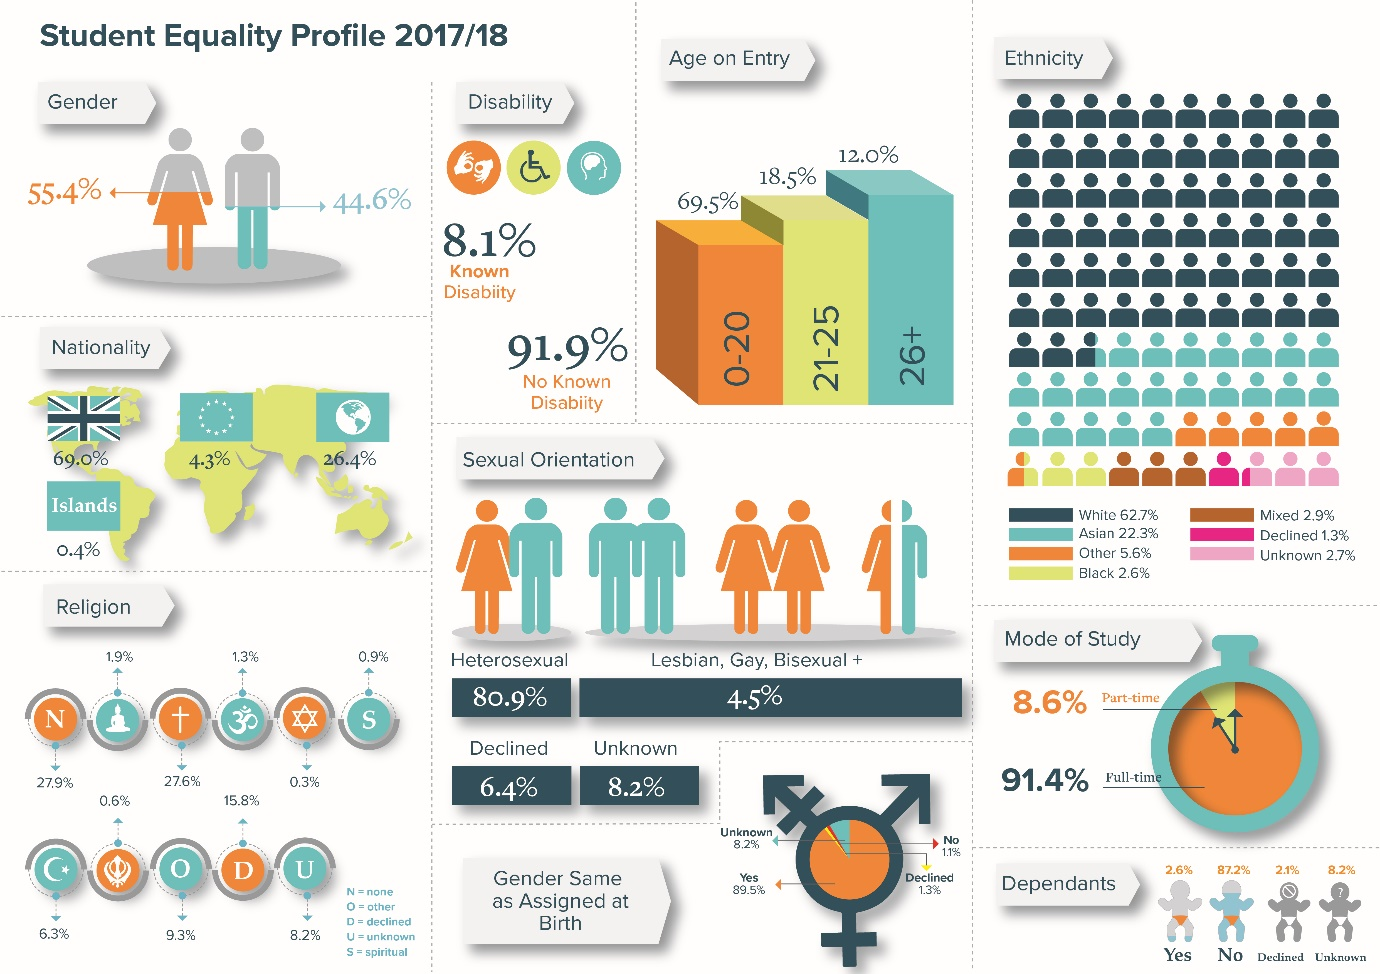 Student Equality Profile 2017/18
Gender
55.4%
44.6%
Nationality
69.0%
4.3%
26.4%
Islands
0.4%
Religion
1.9%
1.3%
0.9%
N
S
27.9%
27.6%
0.3%
0.6%
15.8%
O
D
U
6.3%
9.3%
8.2%
N = none
O = other
D = declined
U = unknown
S = spiritual
Disability
8.1%
Known
Disabiity
91.9%
No Known
Disabiity
Age on Entry
69.5%
18.5%
12.0%
0-20
21-25
26+
Sexual Orientation
Heterosexual
Lesbian, Gay, Bisexual +
80.9%
4.5%
Declined
Unknown
6.4%
8.2%
Gender Same
as Assigned at
Birth
Unknown
8.2%
No
1.1%
Yes
89.5%
Declined
1.3%
Ethnicity
White 62.7%
Asian 22.3%
Other 5.6%
Black 2.6%
Mixed 2.9%
Declined 1.3%
Unknown 2.7%
Mode of Study
8.6%
Part-time
91.4%
Full-time
Dependants
2.6%
87.2%
2.1%
8.2%
?
Yes
No
Declined
Unknown